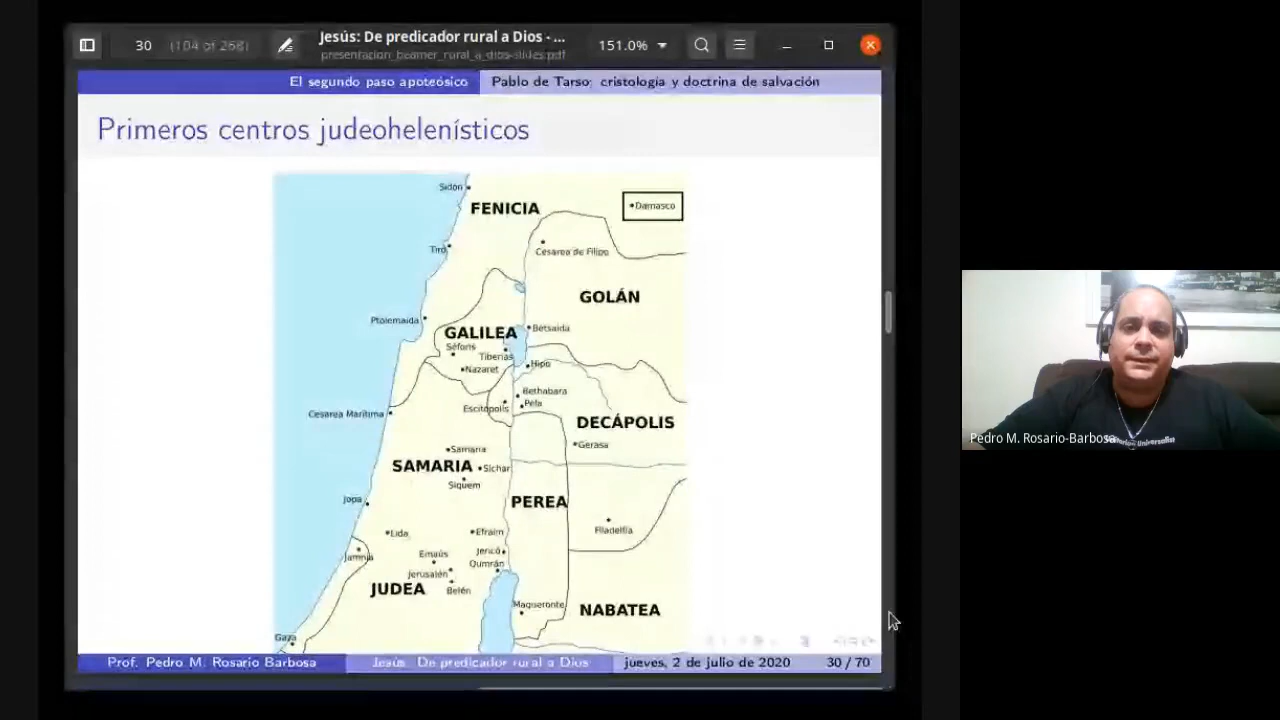 30 (104 of 268)
Jesús: De predicador rural a Dios - ...
presentacion_beamer_rural_a_dios-slides.pdf
151.0%
El segundo paso apoteósico
Pablo de Tarso: cristología y doctrina de salvación
Primeros centros judeohelenísticos
Sidón
FENICIA
Damasco
Tiro
Cesarea de Filipo
GOLÁN
Ptolemaida
GALILEA
Betsaida
Séforis
Tiberias
Hipo
Nazaret
Bethabara
Escitópolis
Pela
Cesarea Marítima
DECÁPOLIS
Gerasa
Samaria
SAMARIA
Sichar
Siquem
Jopa
PEREA
Lida
Efraim
Filadelfia
Jamnia
Emaús
Jericó
Qumrán
Jerusalén
JUDEA
Belén
Maqueronte
NABATEA
Gaza
Prof. Pedro M. Rosario Barbosa
Jesús: De predicador rural a Dios
jueves, 2 de julio de 2020
30 / 70
Pedro M. Rosario-Barbosa
Universalist